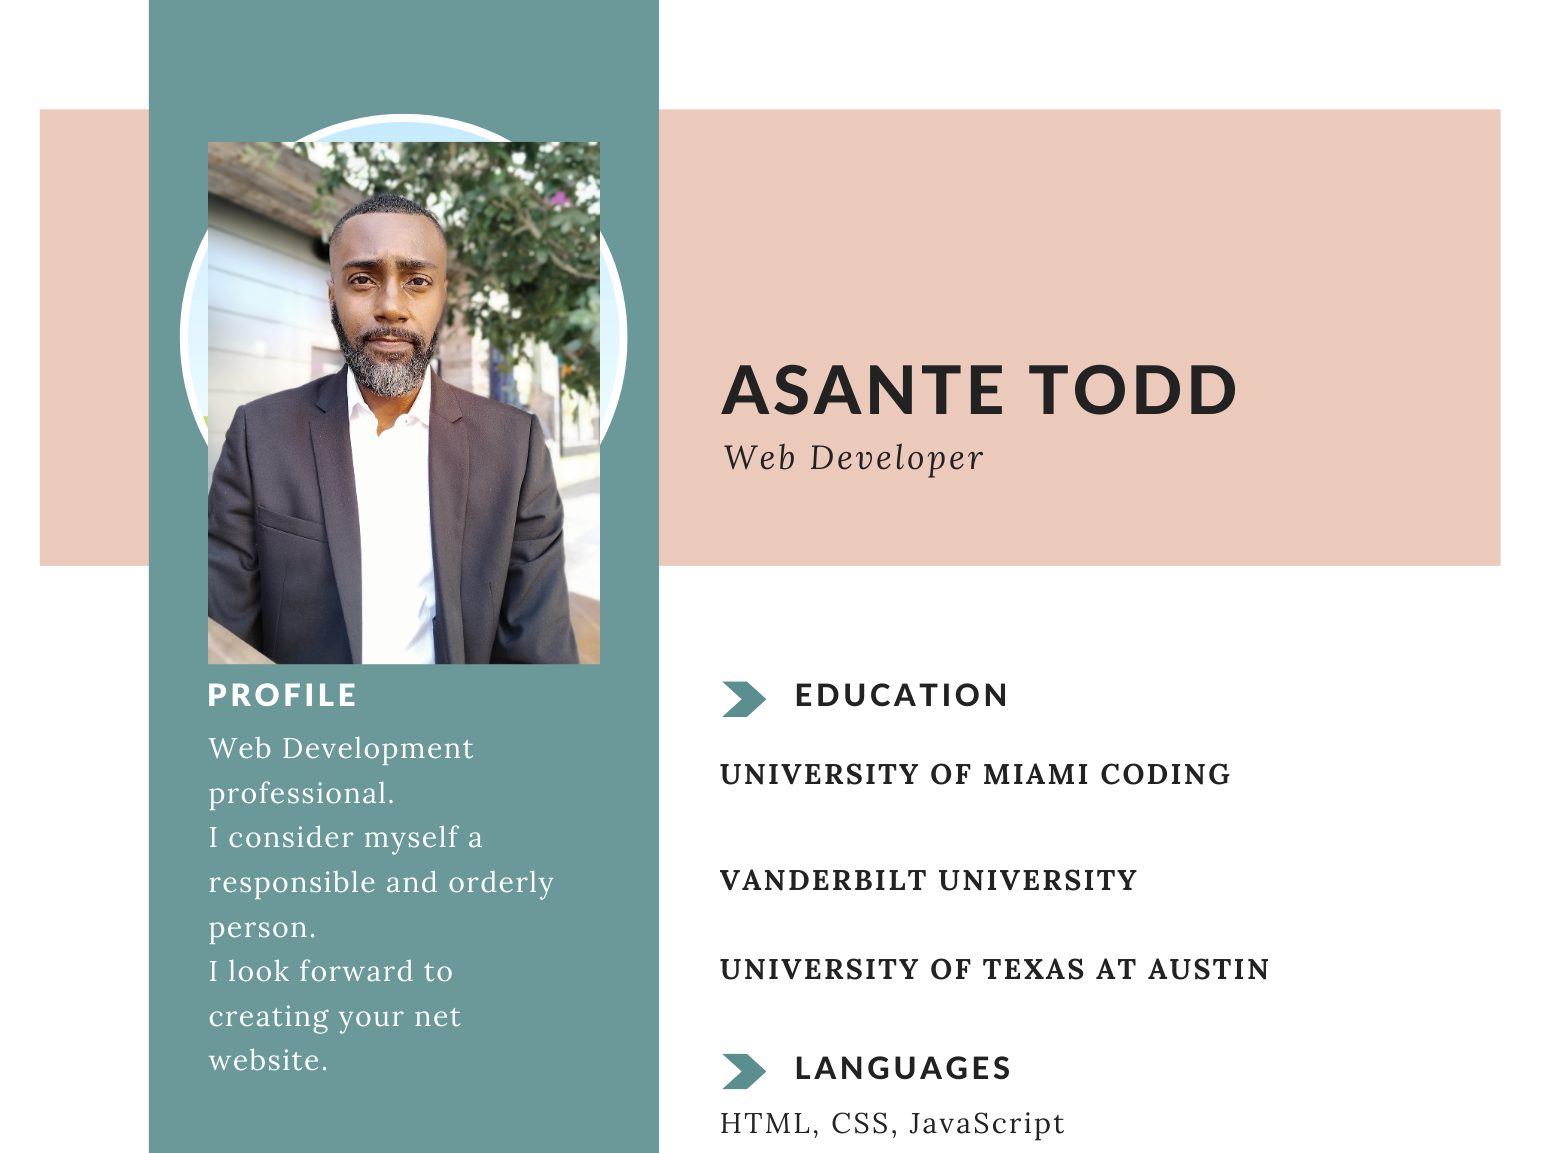 ASANTE TODD
Web Developer
PROFILE
Web Development
professional.
I consider myself a
responsible and orderly
person.
I look forward to
creating your net
website.
EDUCATION
UNIVERSITY OF MIAMI CODING
VANDERBILT UNIVERSITY
UNIVERSITY OF TEXAS AT AUSTIN
LANGUAGES
HTML, CSS, JavaScript